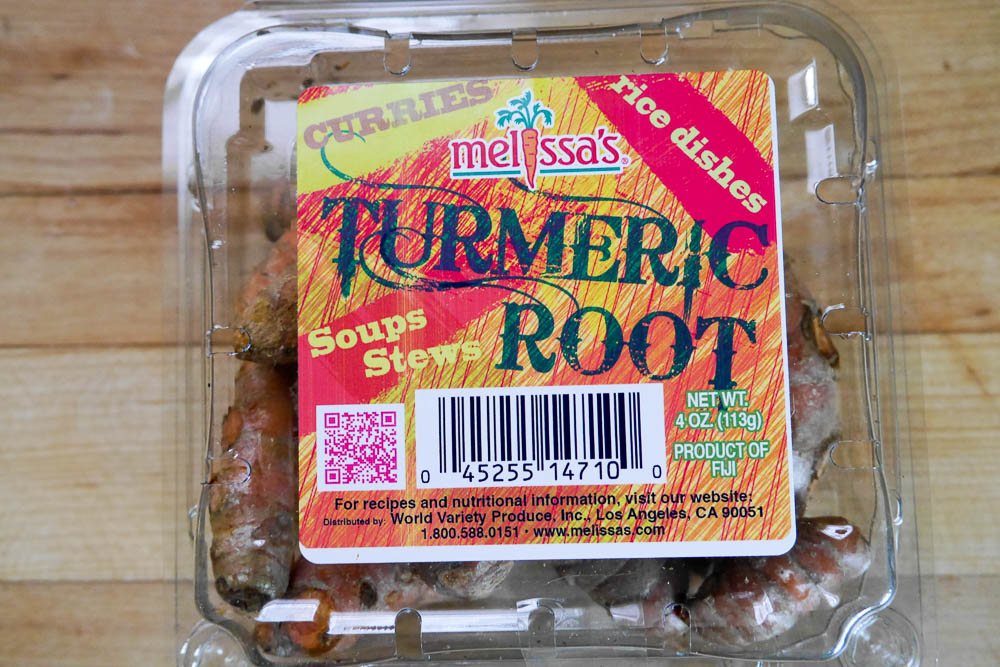 CURRIES
melissa's®
rice dishes
TURMERIC
ROOT
Soups
Stews
NET WT.
4 OZ. (113g)
PRODUCT OF
FIJI
0 45255 14710 0
For recipes and nutritional information, visit our website:
Distributed by: World Variety Produce, Inc., Los Angeles, CA 90051
1.800.588.0151 · www.melissas.com